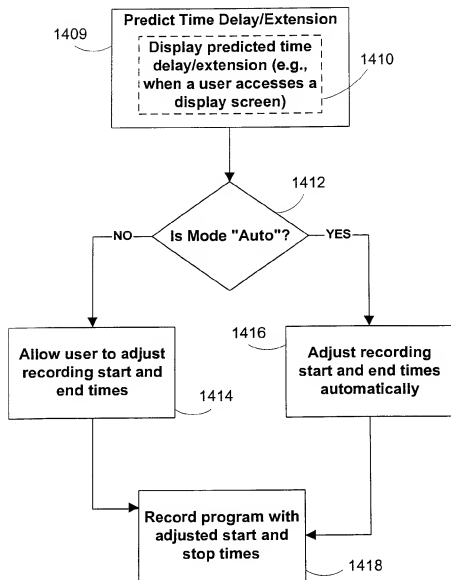 Predict Time Delay/Extension
1409
Display predicted time
delay/extension (e.g.,
when a user accesses a
display screen)
1410
1412
Is Mode "Auto"?
NO
YES
Allow user to adjust
recording start and
end times
1414
1416
Adjust recording
start and end times
automatically
Record program with
adjusted start and
stop times
1418